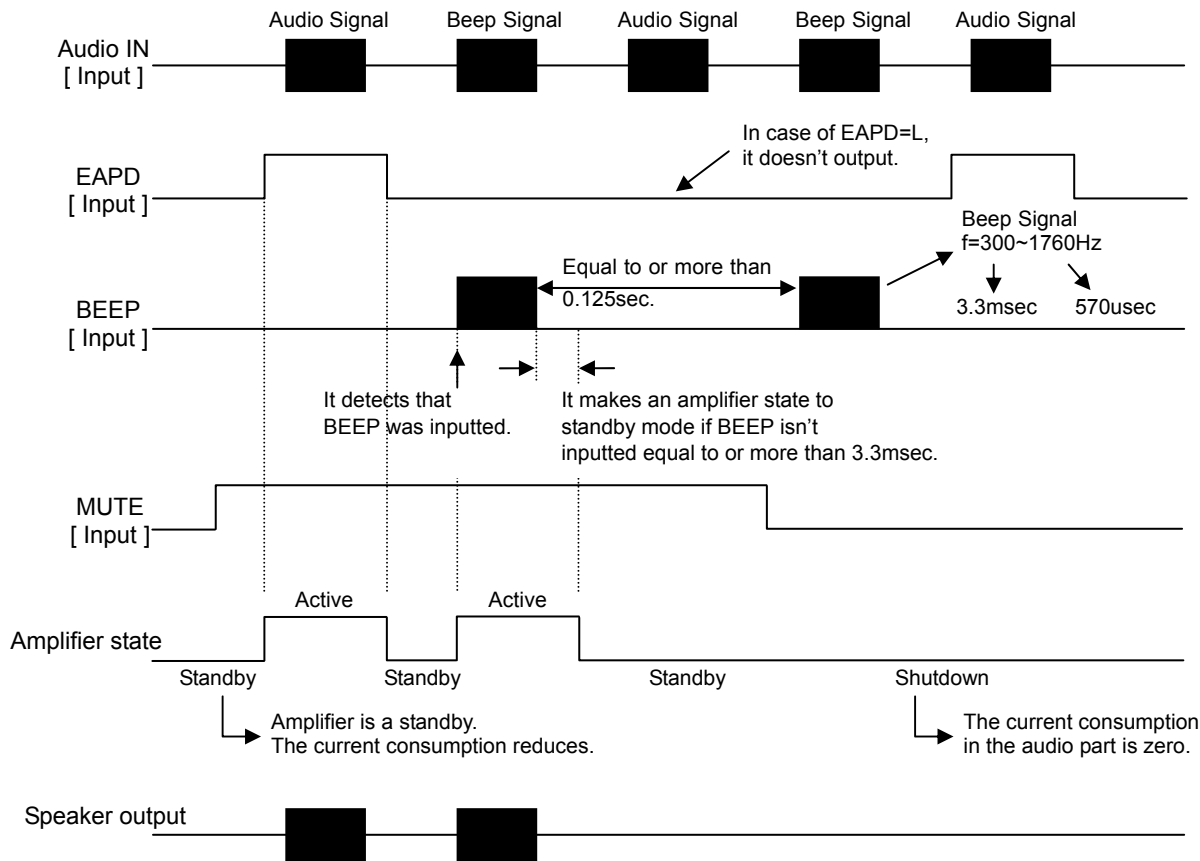 Audio Signal Beep Signal Audio Signal Beep Signal Audio Signal
Audio IN
[ Input ]
In case of EAPD=L,
it doesn’t output.
EAPD
[ Input ]
Beep Signal
f=300~1760Hz
3.3msec 570usec
Equal to or more than
0.125sec.
BEEP
[ Input ]
It detects that
BEEP was inputted.
It makes an amplifier state to
standby mode if BEEP isn’t
inputted equal to or more than 3.3msec.
MUTE
[ Input ]
Active Active
Amplifier state
Standby Standby Standby Shutdown
Amplifier is a standby.
The current consumption reduces.
The current consumption
in the audio part is zero.
Speaker output